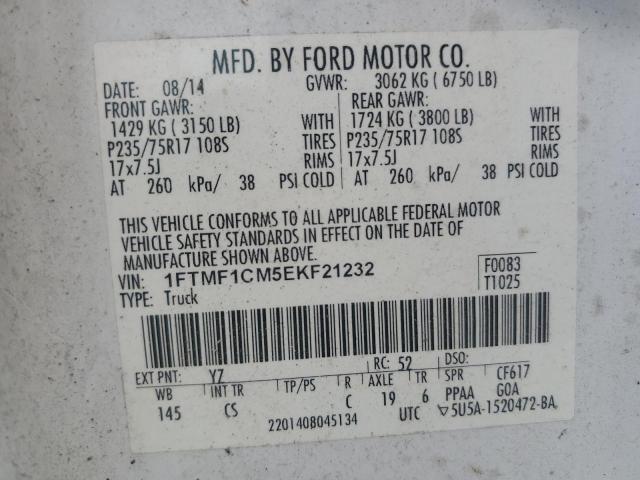 MFD. BY FORD MOTOR CO.
DATE: 08/14 GVWR: 3062 KG ( 6750 LB)
FRONT GAWR: REAR GAWR:
1429 KG ( 3150 LB) WITH 1724 KG ( 3800 LB) WITH
P235/75R17 108S TIRES P235/75R17 108S TIRES
17x7.5J RIMS 17x7.5J RIMS
AT 260 kPa/ 38 PSI COLD AT 260 kPa/ 38 PSI COLD
THIS VEHICLE CONFORMS TO ALL APPLICABLE FEDERAL MOTOR
VEHICLE SAFETY STANDARDS IN EFFECT ON THE DATE OF
MANUFACTURE SHOWN ABOVE.
VIN: 1FTMF1CM5EKF21232 F0083
TYPE: Truck T1025
EXT PNT: Y7 RC: 52 DSO:
WB INT TR TP/PS R AXLE TR SPR CF617
145 CS C 19 6 PPAA GOA
2201408045134 UTC ▽5U5A-1520472-BA